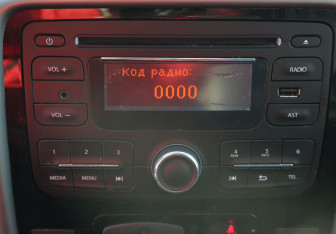 Код радио:
0000
VOL +
RADIO
VOL –
AST
1 2 3 4 5 6
MEDIA MENU TEL